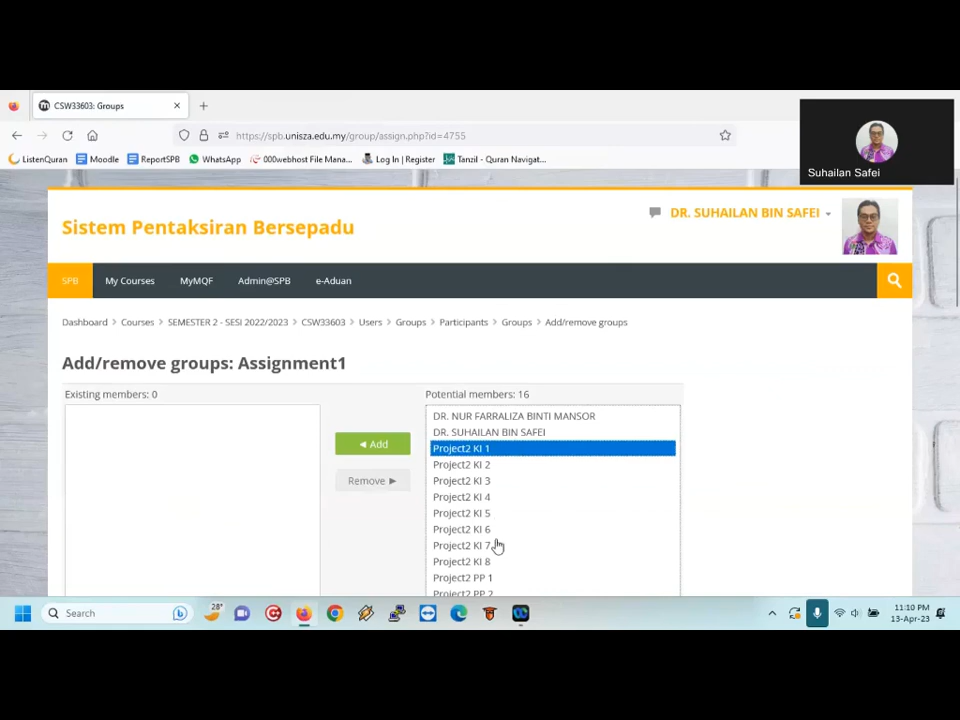 CSW33603: Groups
https://spb.unisza.edu.my/group/assign.php?id=4755
ListenQuran Moodle ReportSPB WhatsApp 000webhost File Mana... Log In | Register Tanzil - Quran Navigat...
Suhailan Safei
Sistem Pentaksiran Bersepadu
DR. SUHAILAN BIN SAFEI
SPB My Courses MyMQF Admin@SPB e-Aduan
Dashboard > Courses > SEMESTER 2 - SESI 2022/2023 > CSW33603 > Users > Groups > Participants > Groups > Add/remove groups
Add/remove groups: Assignment1
Existing members: 0
Potential members: 16
◄ Add
Remove ►
DR. NUR FARRALIZA BINTI MANSOR
DR. SUHAILAN BIN SAFEI
Project2 KI 1
Project2 KI 2
Project2 KI 3
Project2 KI 4
Project2 KI 5
Project2 KI 6
Project2 KI 7
Project2 KI 8
Project2 PP 1
Project2 PP 2
Search
28°
11:10 PM
13-Apr-23